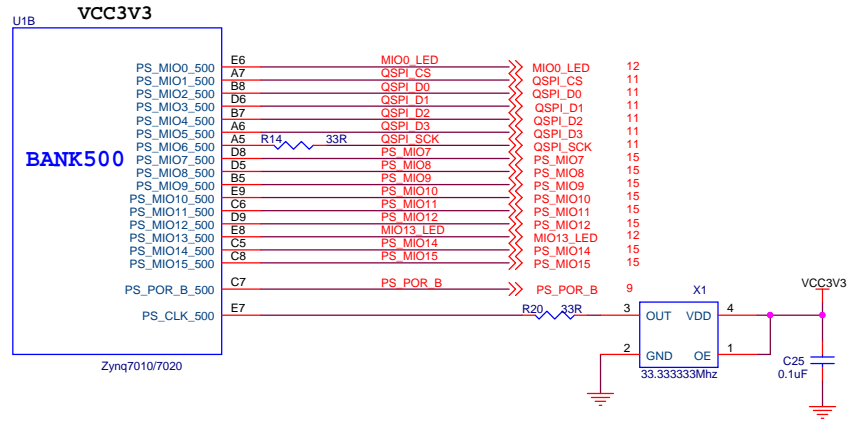 VCC3V3
U1B
PS_MIO0_500 E6 MIO0_LED MIO0_LED 12
PS_MIO1_500 A7 QSPI_CS QSPI_CS 11
PS_MIO2_500 B8 QSPI_D0 QSPI_D0 11
PS_MIO3_500 D6 QSPI_D1 QSPI_D1 11
PS_MIO4_500 B7 QSPI_D2 QSPI_D2 11
PS_MIO5_500 A6 QSPI_D3 QSPI_D3 11
PS_MIO6_500 A5 R14 33R QSPI_SCK QSPI_SCK 11
BANK500 PS_MIO7_500 D8 PS_MIO7 PS_MIO7 15
PS_MIO8_500 D5 PS_MIO8 PS_MIO8 15
PS_MIO9_500 B5 PS_MIO9 PS_MIO9 15
PS_MIO10_500 E9 PS_MIO10 PS_MIO10 15
PS_MIO11_500 C6 PS_MIO11 PS_MIO11 15
PS_MIO12_500 D9 PS_MIO12 PS_MIO12 15
PS_MIO13_500 E8 MIO13_LED MIO13_LED 12
PS_MIO14_500 C5 PS_MIO14 PS_MIO14 15
PS_MIO15_500 C8 PS_MIO15 PS_MIO15 15
PS_POR_B_500 C7 PS_POR_B PS_POR_B 9
X1 VCC3V3
PS_CLK_500 E7 R20 33R 3 OUT VDD 4
2 GND OE 1
C25
0.1uF
33.333333Mhz
Zynq7010/7020